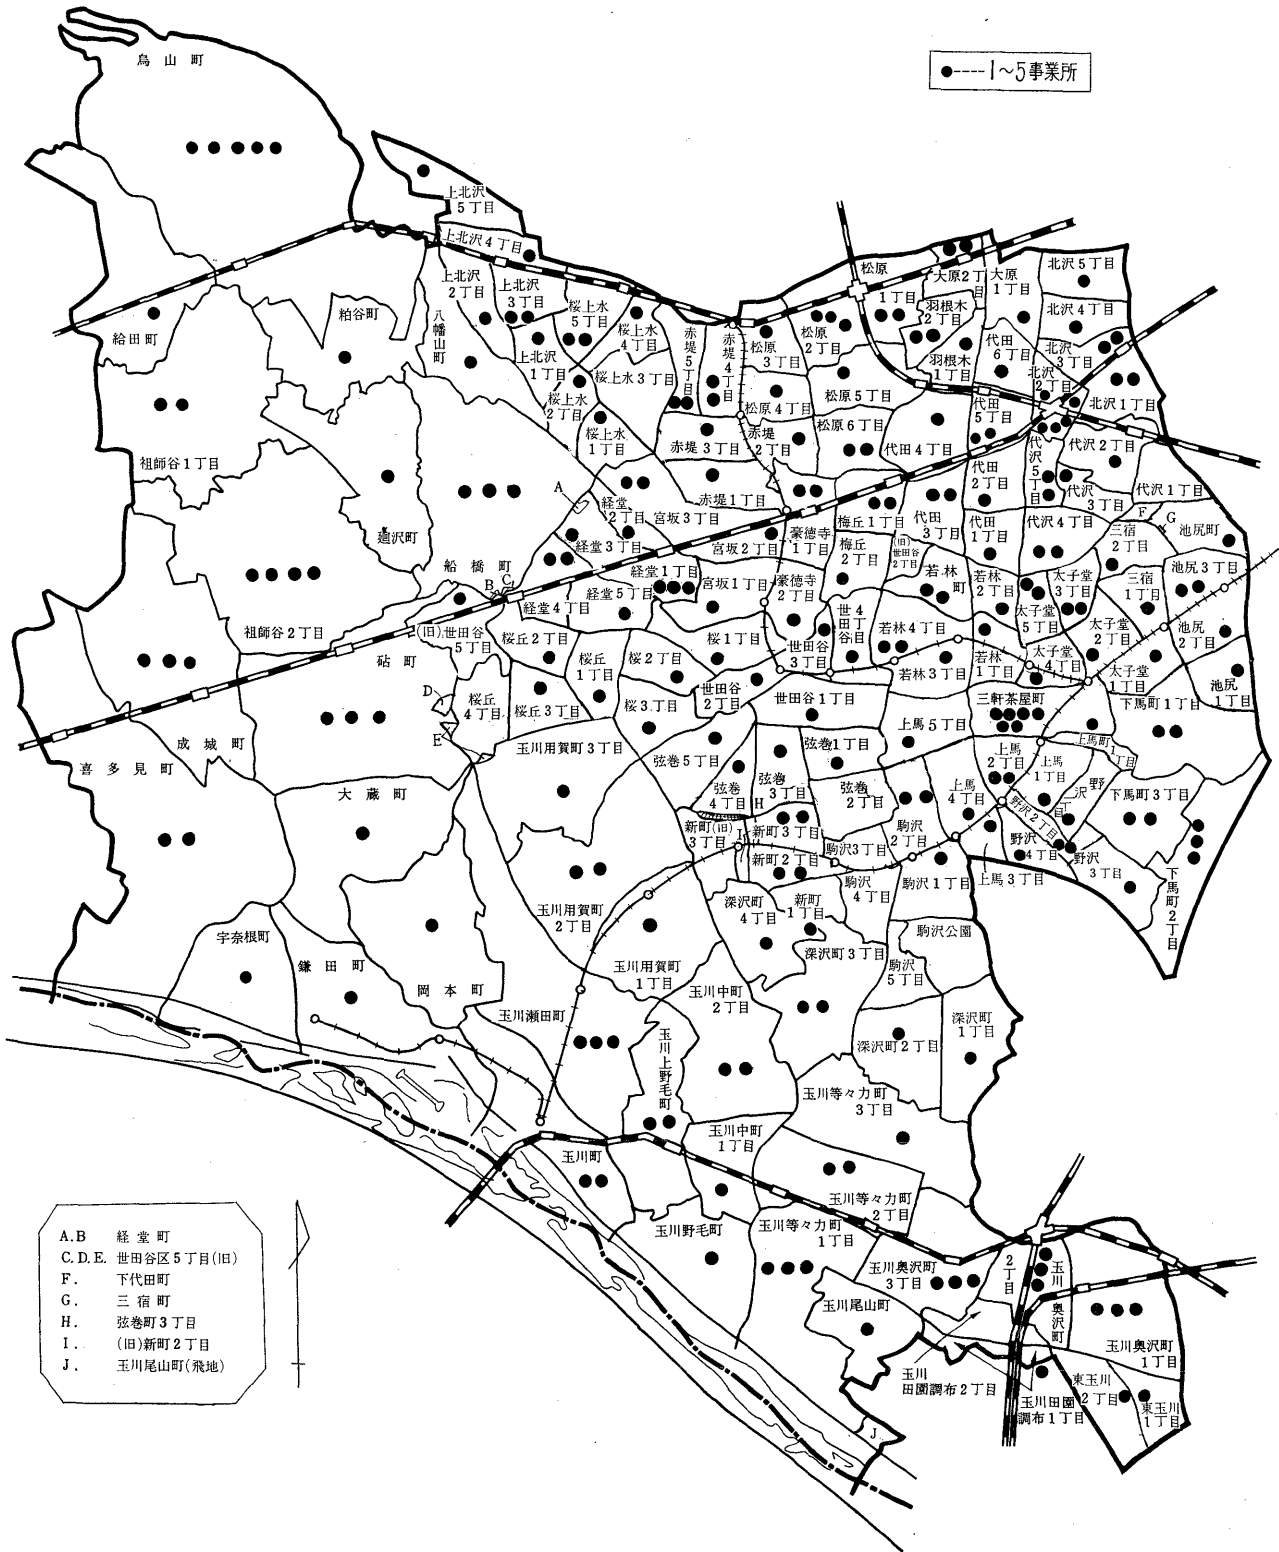 ●----1～5事業所
烏山町
上北沢
5丁目
上北沢4丁目
上北沢
2丁目
上北沢
3丁目
桜上水
5丁目
桜上水
4丁目
八幡山町
粕谷町
給田町
上北沢
1丁目
桜上水3丁目
桜上水
2丁目
桜上水
1丁目
赤堤5丁目
赤堤4丁目
松原
3丁目
松原
2丁目
松原
1丁目
大原2丁目
大原
1丁目
北沢5丁目
北沢4丁目
羽根木
2丁目
羽根木
1丁目
代田
6丁目
北沢
3丁目
北沢
2丁目
北沢1丁目
松原4丁目
松原5丁目
松原6丁目
代田4丁目
代田
5丁目
赤堤3丁目
赤堤
2丁目
赤堤1丁目
代田
2丁目
代沢5丁目
代沢2丁目
代沢
3丁目
代沢1丁目
代沢4丁目
祖師谷1丁目
A
経堂
2丁目
宮坂3丁目
経堂3丁目
宮坂2丁目
豪徳寺
1丁目
梅丘1丁目
代田
3丁目
代田
1丁目
F
G
三宿
2丁目
池尻町
船橋町
B
C
経堂1丁目
宮坂1丁目
豪徳寺
2丁目
梅丘
2丁目
(旧)
世田谷
2丁目
若林町
若林
2丁目
太子堂
3丁目
三宿
1丁目
池尻3丁目
経堂5丁目
経堂4丁目
太子堂
5丁目
太子堂
2丁目
池尻
2丁目
祖師谷2丁目
(旧)世田谷
5丁目
桜丘2丁目
桜丘
1丁目
桜2丁目
桜1丁目
世田谷
3丁目
若林4丁目
若林3丁目
若林
1丁目
太子堂
4丁目
太子堂
1丁目
池尻
1丁目
砧町
D
E
桜丘
4丁目
桜丘3丁目
桜3丁目
世田谷
2丁目
世田谷1丁目
三軒茶屋町
下馬町1丁目
成城町
喜多見町
玉川用賀町3丁目
弦巻5丁目
弦巻1丁目
上馬5丁目
上馬
2丁目
上馬
1丁目
大蔵町
弦巻
4丁目
弦巻
3丁目
弦巻
2丁目
上馬
4丁目
下馬町3丁目
H
I
新町(旧)
3丁目
新町3丁目
新町2丁目
駒沢
2丁目
駒沢3丁目
野沢2丁目
野沢
4丁目
野沢
3丁目
上馬3丁目
駒沢1丁目
駒沢
4丁目
下馬町2丁目
玉川用賀町
2丁目
深沢町
4丁目
新町
1丁目
駒沢公園
宇奈根町
鎌田町
岡本町
玉川用賀町
1丁目
深沢町3丁目
駒沢
5丁目
玉川瀬田町
玉川中町
2丁目
玉川上野毛町
深沢町2丁目
深沢町
1丁目
玉川等々力町
3丁目
玉川中町
1丁目
玉川町
玉川等々力町
2丁目
玉川野毛町
玉川等々力町
1丁目
玉川奥沢町
3丁目
2丁目
玉川
奥沢町
玉川尾山町
玉川奥沢町
1丁目
玉川
田園調布2丁目
玉川田園
調布1丁目
東玉川
2丁目
東玉川
1丁目
J
A.B 経堂町
C.D.E. 世田谷区5丁目(旧)
F. 下代田町
G. 三宿町
H. 弦巻町3丁目
I. (旧)新町2丁目
J. 玉川尾山町(飛地)